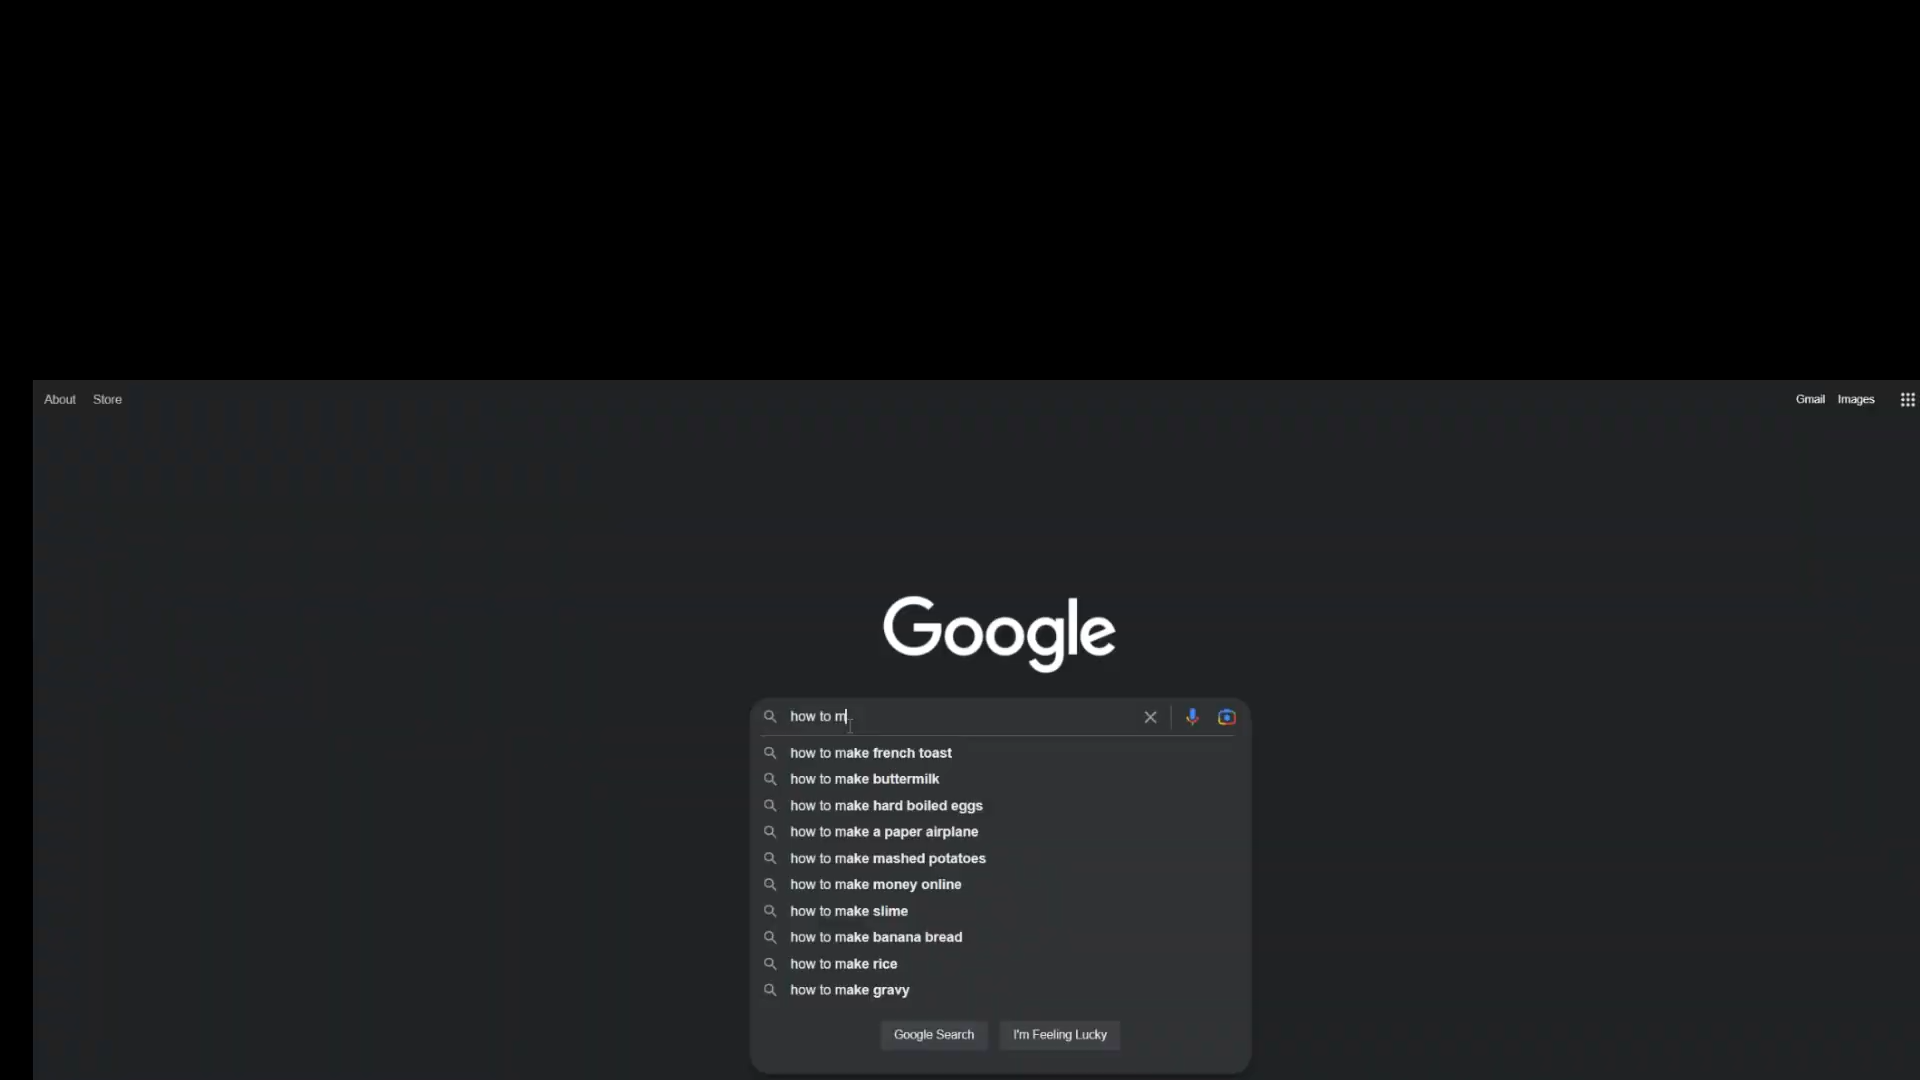 About Store
Gmail Images
Google
how to m
how to make french toast
how to make buttermilk
how to make hard boiled eggs
how to make a paper airplane
how to make mashed potatoes
how to make money online
how to make slime
how to make banana bread
how to make rice
how to make gravy
Google Search I'm Feeling Lucky